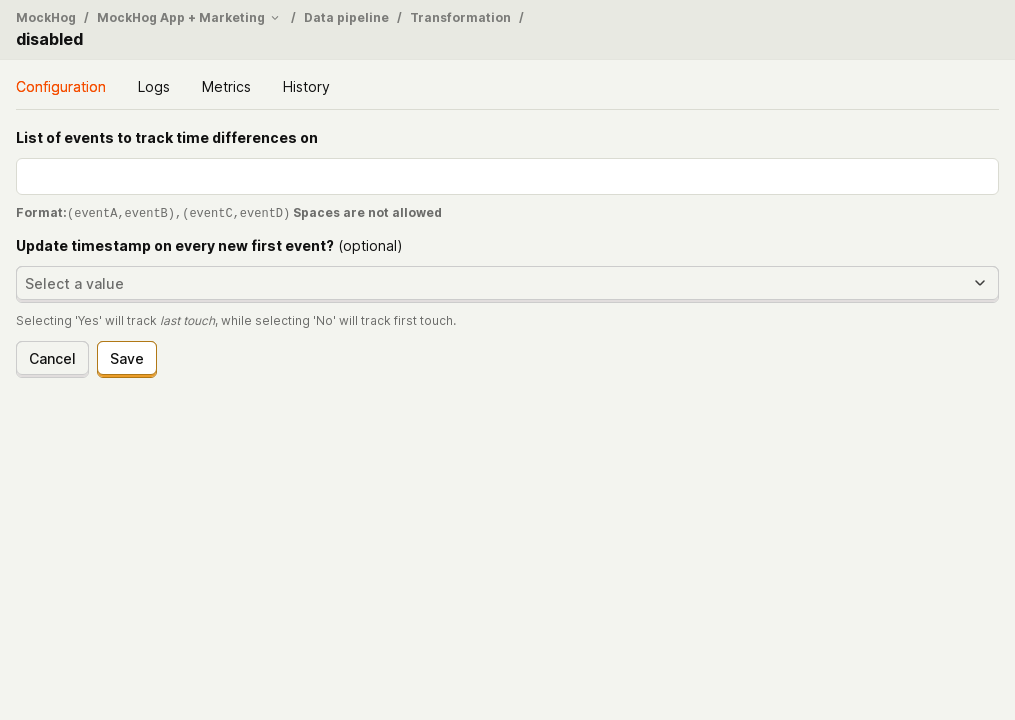 MockHog / MockHog App + Marketing / Data pipeline / Transformation /
disabled
Configuration Logs Metrics History
List of events to track time differences on
Format:(eventA,eventB),(eventC,eventD) Spaces are not allowed
Update timestamp on every new first event? (optional)
Select a value
Selecting 'Yes' will track last touch, while selecting 'No' will track first touch.
Cancel Save